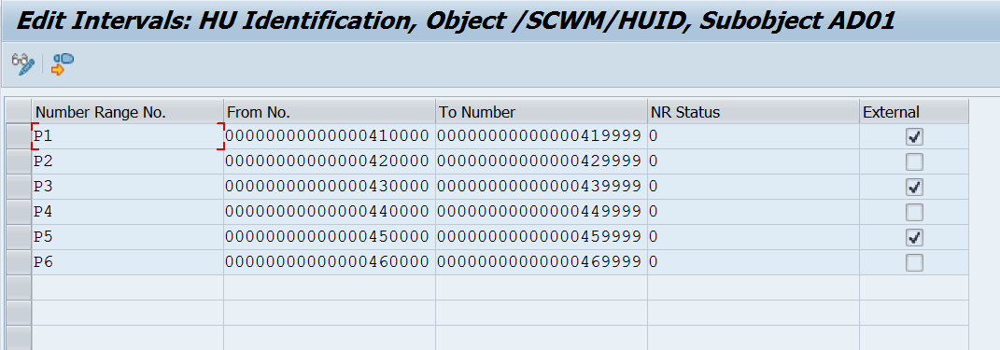 Edit Intervals: HU Identification, Object /SCWM/HUID, Subobject AD01
Number Range No. From No. To Number NR Status External
P1 00000000000000410000 00000000000000419999 0
P2 00000000000000420000 00000000000000429999 0
P3 00000000000000430000 00000000000000439999 0
P4 00000000000000440000 00000000000000449999 0
P5 00000000000000450000 00000000000000459999 0
P6 00000000000000460000 00000000000000469999 0